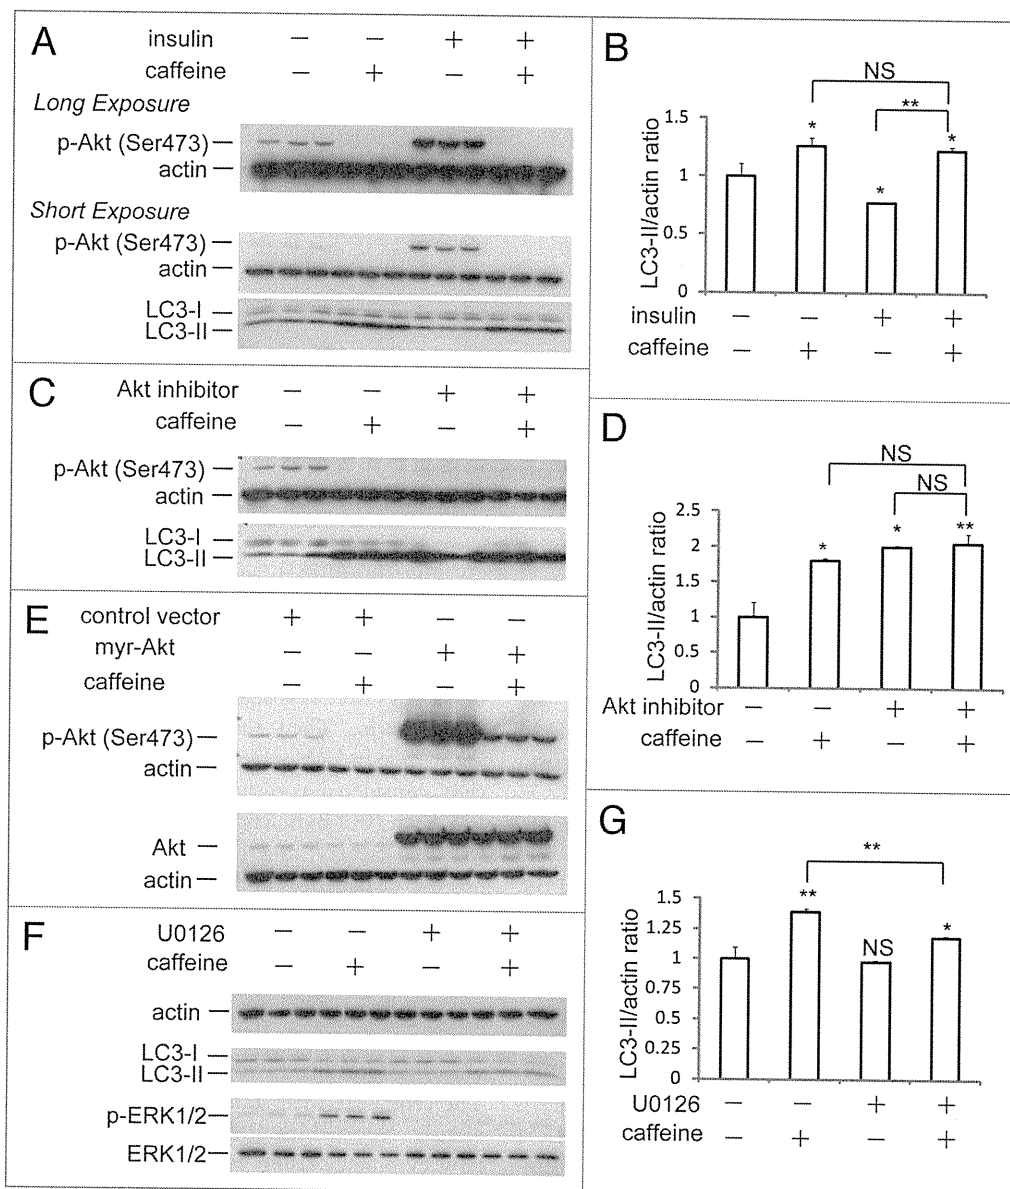 A
insulin − − + +
caffeine − + − +
Long Exposure
p-Akt (Ser473)
actin
Short Exposure
p-Akt (Ser473)
actin
LC3-I
LC3-II
B
NS
**
* * *
LC3-II/actin ratio
1.5
1
0.5
0
insulin − − + +
caffeine − + − +
C
Akt inhibitor − − + +
caffeine − + − +
p-Akt (Ser473)
actin
LC3-I
LC3-II
D
NS
NS
* * **
LC3-II/actin ratio
2.5
2
1.5
1
0.5
0
Akt inhibitor − − + +
caffeine − + − +
E
control vector + + − −
myr-Akt − − + +
caffeine − + − +
p-Akt (Ser473)
actin
Akt
actin
F
U0126 − − + +
caffeine − + − +
actin
LC3-I
LC3-II
p-ERK1/2
ERK1/2
G
**
** NS *
LC3-II/actin ratio
1.5
1.25
1
0.75
0.5
0.25
0
U0126 − − + +
caffeine − + − +